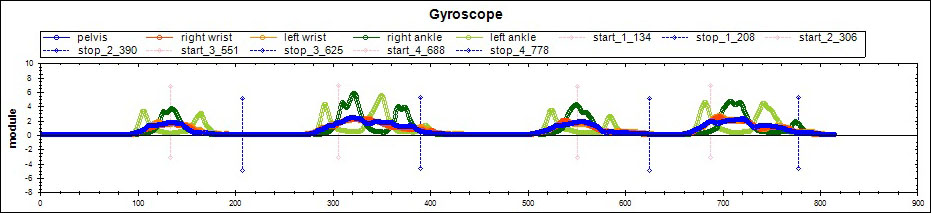 Gyroscope
pelvis right wrist left wrist right ankle left ankle start_1_134 stop_1_208 start_2_306
stop_2_390 start_3_551 stop_3_625 start_4_688 stop_4_778
10
8
6
4
2
0
-2
-4
-6
-8
module
0 100 200 300 400 500 600 700 800 900